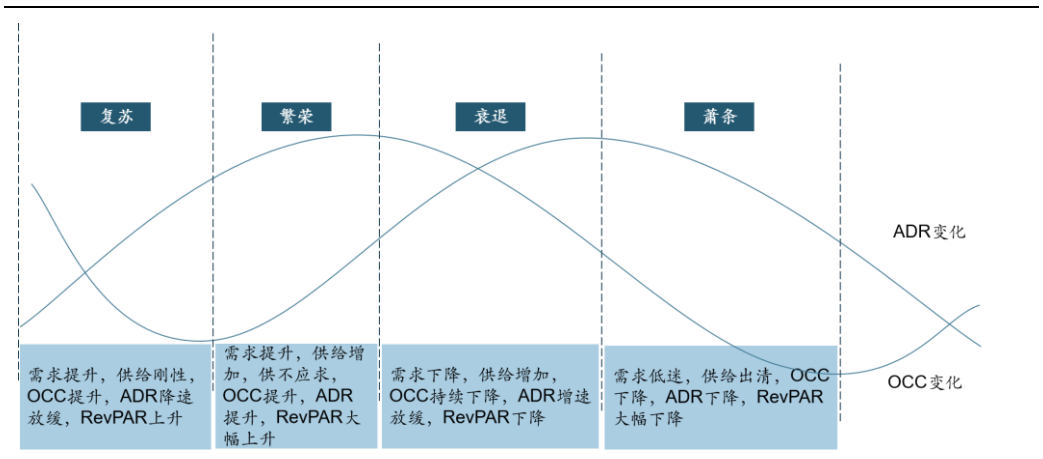 复苏
繁荣
衰退
萧条
ADR变化
OCC变化
需求提升，供给刚性，
OCC提升，ADR降速
放缓，RevPAR上升
需求提升，供给增
加，供不应求，
OCC提升，ADR
提升，RevPAR大
幅上升
需求下降，供给增加，
OCC持续下降，ADR增速
放缓，RevPAR下降
需求低迷，供给出清，OCC
下降，ADR下降，RevPAR
大幅下降